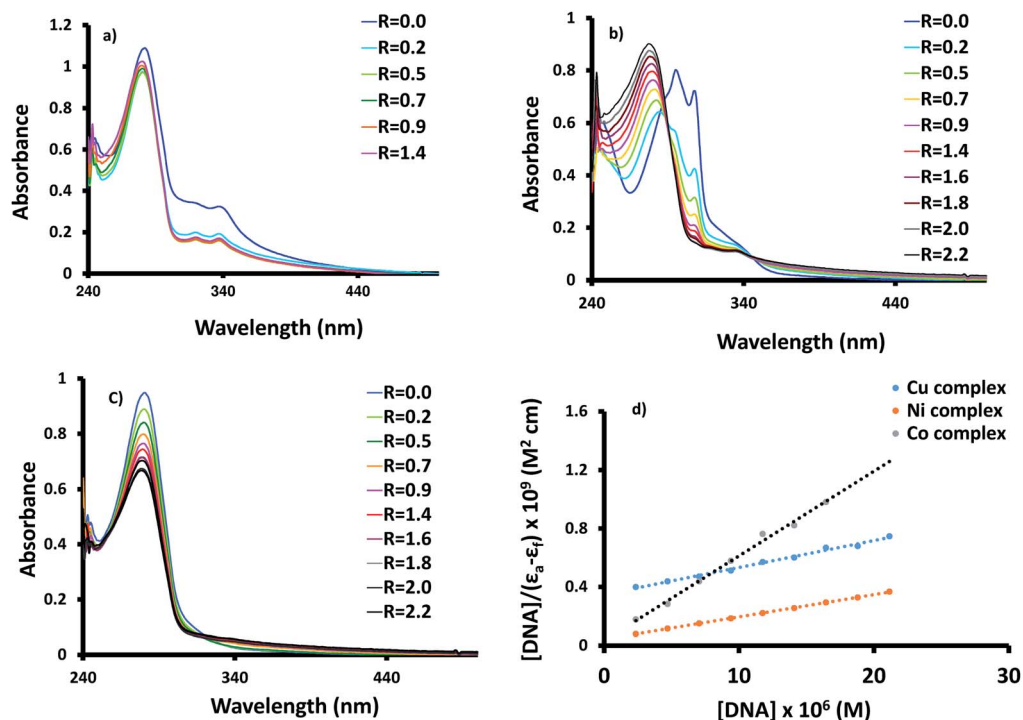 a)
Absorbance
1.2
1
0.8
0.6
0.4
0.2
0
240
340
440
Wavelength (nm)
R=0.0
R=0.2
R=0.5
R=0.7
R=0.9
R=1.4
b)
Absorbance
1
0.8
0.6
0.4
0.2
0
240
340
440
Wavelength (nm)
R=0.0
R=0.2
R=0.5
R=0.7
R=0.9
R=1.4
R=1.6
R=1.8
R=2.0
R=2.2
C)
Absorbance
1
0.8
0.6
0.4
0.2
0
240
340
440
Wavelength (nm)
R=0.0
R=0.2
R=0.5
R=0.7
R=0.9
R=1.4
R=1.6
R=1.8
R=2.0
R=2.2
d)
Cu complex
Ni complex
Co complex
[DNA]/(εₐ-ε_f) x 10⁹ (M² cm)
1.6
1.2
0.8
0.4
0
0
10
20
30
[DNA] x 10⁶ (M)